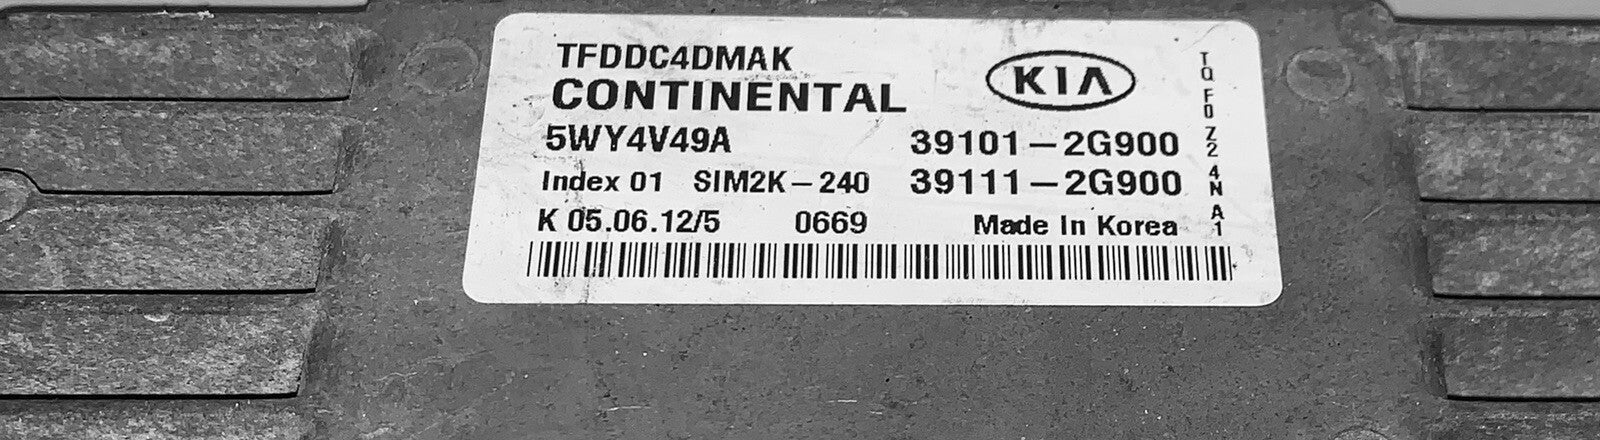 TFDDC4DMAK
CONTINENTAL
KIA
5WY4V49A 39101-2G900
Index 01 SIM2K-240 39111-2G900
K 05.06.12/5 0669 Made In Korea
TQ F0 Z2 4N A1